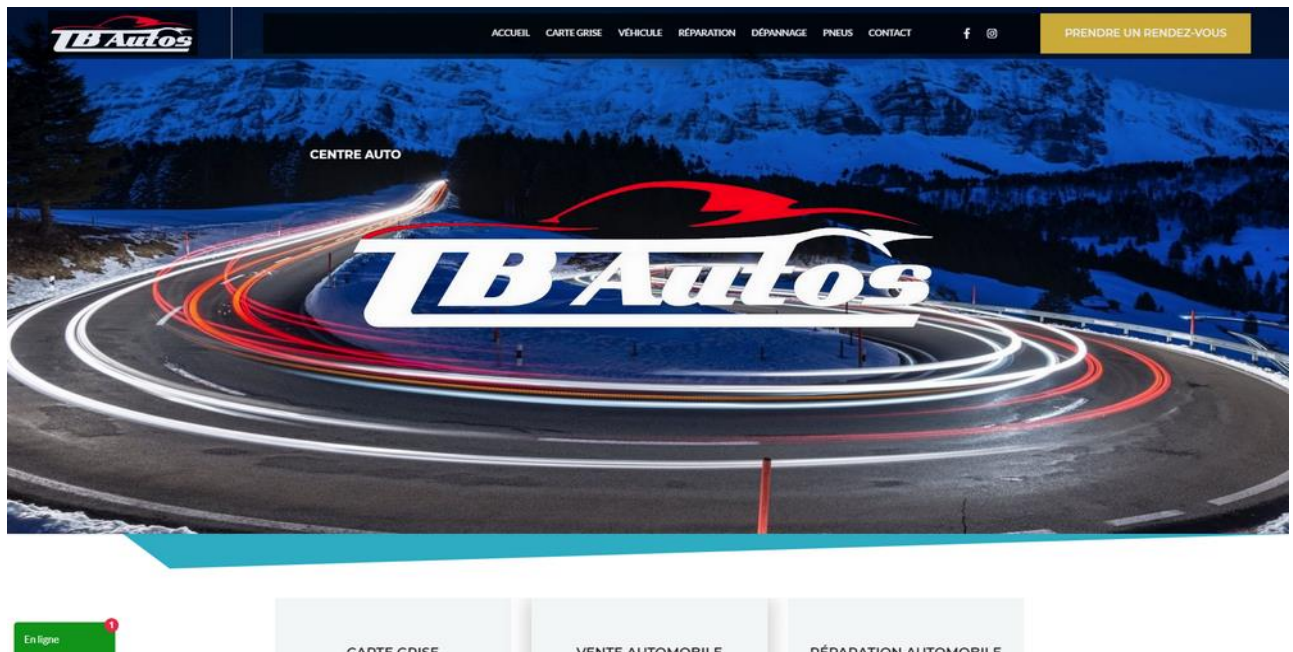 TB Autos
ACCUEIL CARTE GRISE VÉHICULE RÉPARATION DÉPANNAGE PNEUS CONTACT
PRENDRE UN RENDEZ-VOUS
CENTRE AUTO
TB Autos
En ligne
1
CARTE GRISE
VENTE AUTOMOBILE
RÉPARATION AUTOMOBILE